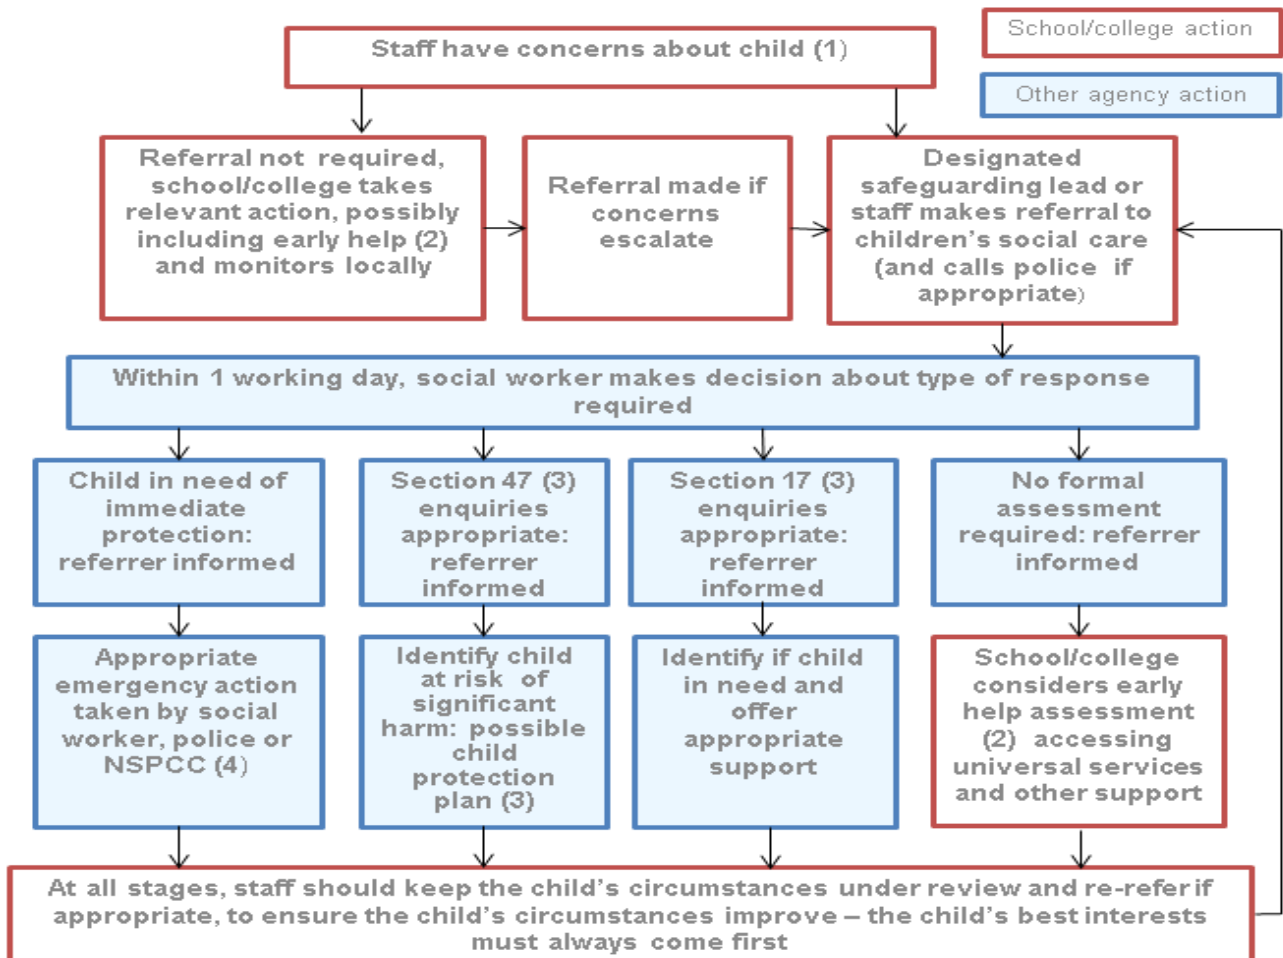 School/college action
Staff have concerns about child (1)
Other agency action
Referral not required,
school/college takes
relevant action, possibly
including early help (2)
and monitors locally
Referral made if
concerns
escalate
Designated
safeguarding lead or
staff makes referral to
children’s social care
(and calls police if
appropriate)
Within 1 working day, social worker makes decision about type of response
required
Child in need of
immediate
protection:
referrer informed
Section 47 (3)
enquiries
appropriate:
referrer
informed
Section 17 (3)
enquiries
appropriate:
referrer
informed
No formal
assessment
required: referrer
informed
Appropriate
emergency action
taken by social
worker, police or
NSPCC (4)
Identify child
at risk of
significant
harm: possible
child
protection
plan (3)
Identify if child
in need and
offer
appropriate
support
School/college
considers early
help assessment
(2) accessing
universal services
and other support
At all stages, staff should keep the child’s circumstances under review and re-refer if
appropriate, to ensure the child’s circumstances improve – the child’s best interests
must always come first